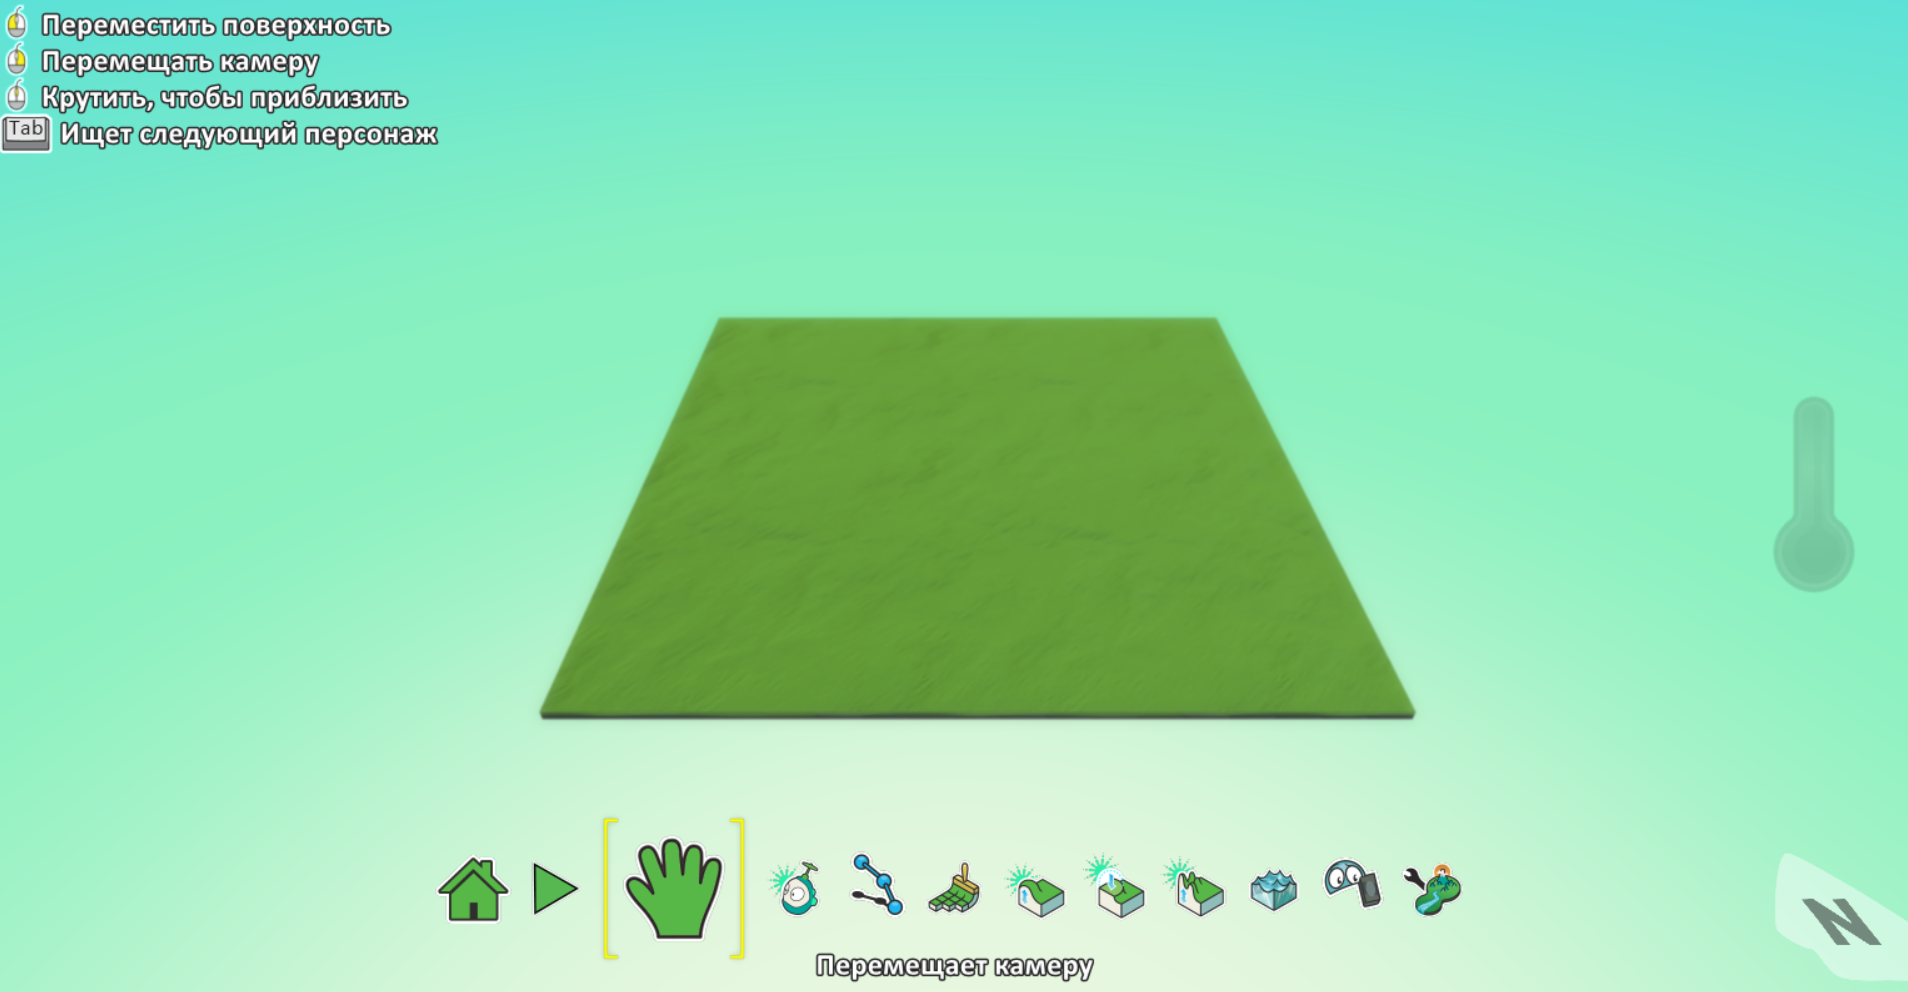 Переместить поверхность
Перемещать камеру
Крутить, чтобы приблизить
Tab Ищет следующий персонаж
N
Перемещает камеру